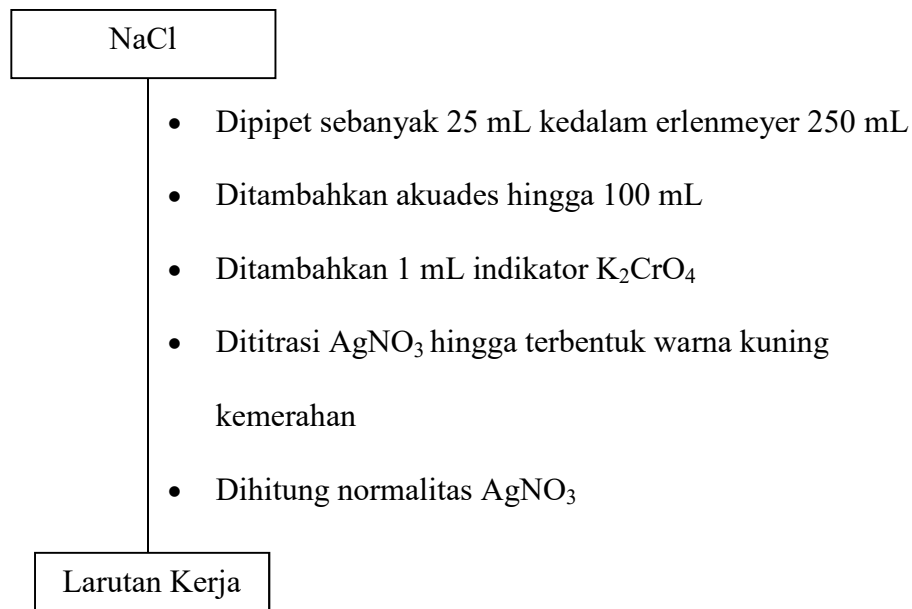 NaCl
• Dipipet sebanyak 25 mL kedalam erlenmeyer 250 mL
• Ditambahkan akuades hingga 100 mL
• Ditambahkan 1 mL indikator K₂CrO₄
• Dititrasi AgNO₃ hingga terbentuk warna kuning
kemerahan
• Dihitung normalitas AgNO₃
Larutan Kerja